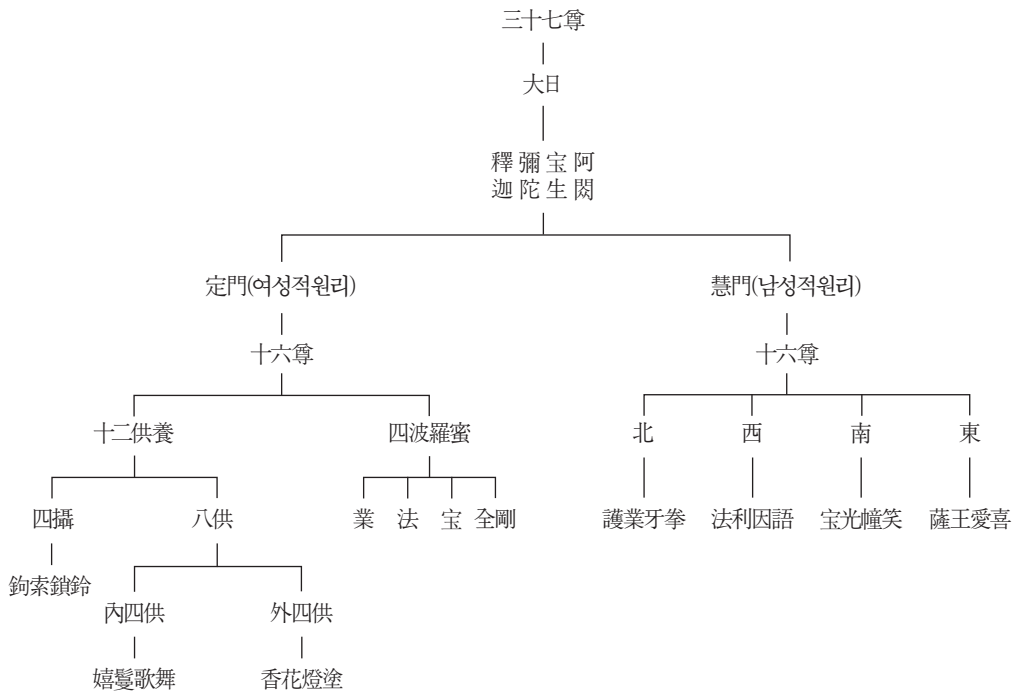 三十七尊
大日
釋彌宝阿
迦陀生閦
定門(여성적원리)
慧門(남성적원리)
十六尊
十六尊
十二供養
四波羅蜜
北
西
南
東
四攝
八供
業
法
宝
全剛
護業牙拳
法利因語
宝光幢笑
薩王愛喜
鉤索鎖鈴
內四供
外四供
嬉鬘歌舞
香花燈塗